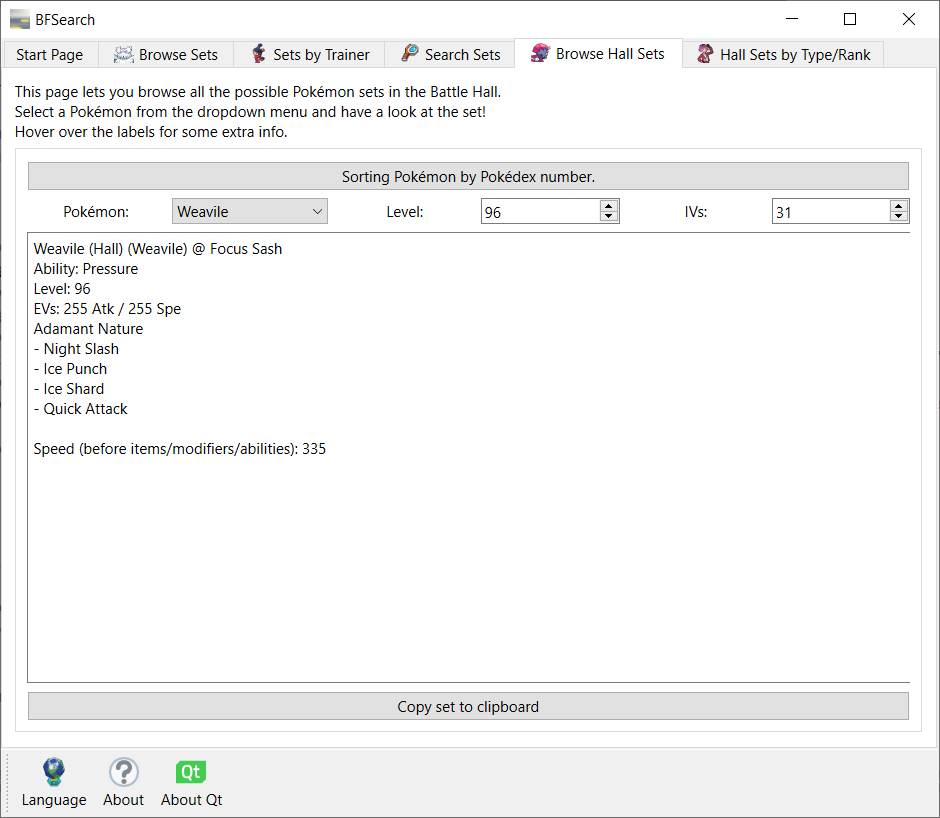 BFSearch
Start Page Browse Sets Sets by Trainer Search Sets Browse Hall Sets Hall Sets by Type/Rank
This page lets you browse all the possible Pokémon sets in the Battle Hall.
Select a Pokémon from the dropdown menu and have a look at the set!
Hover over the labels for some extra info.
Sorting Pokémon by Pokédex number.
Pokémon: Weavile Level: 96 IVs: 31
Weavile (Hall) (Weavile) @ Focus Sash
Ability: Pressure
Level: 96
EVs: 255 Atk / 255 Spe
Adamant Nature
- Night Slash
- Ice Punch
- Ice Shard
- Quick Attack
Speed (before items/modifiers/abilities): 335
Copy set to clipboard
Qt
Language About About Qt